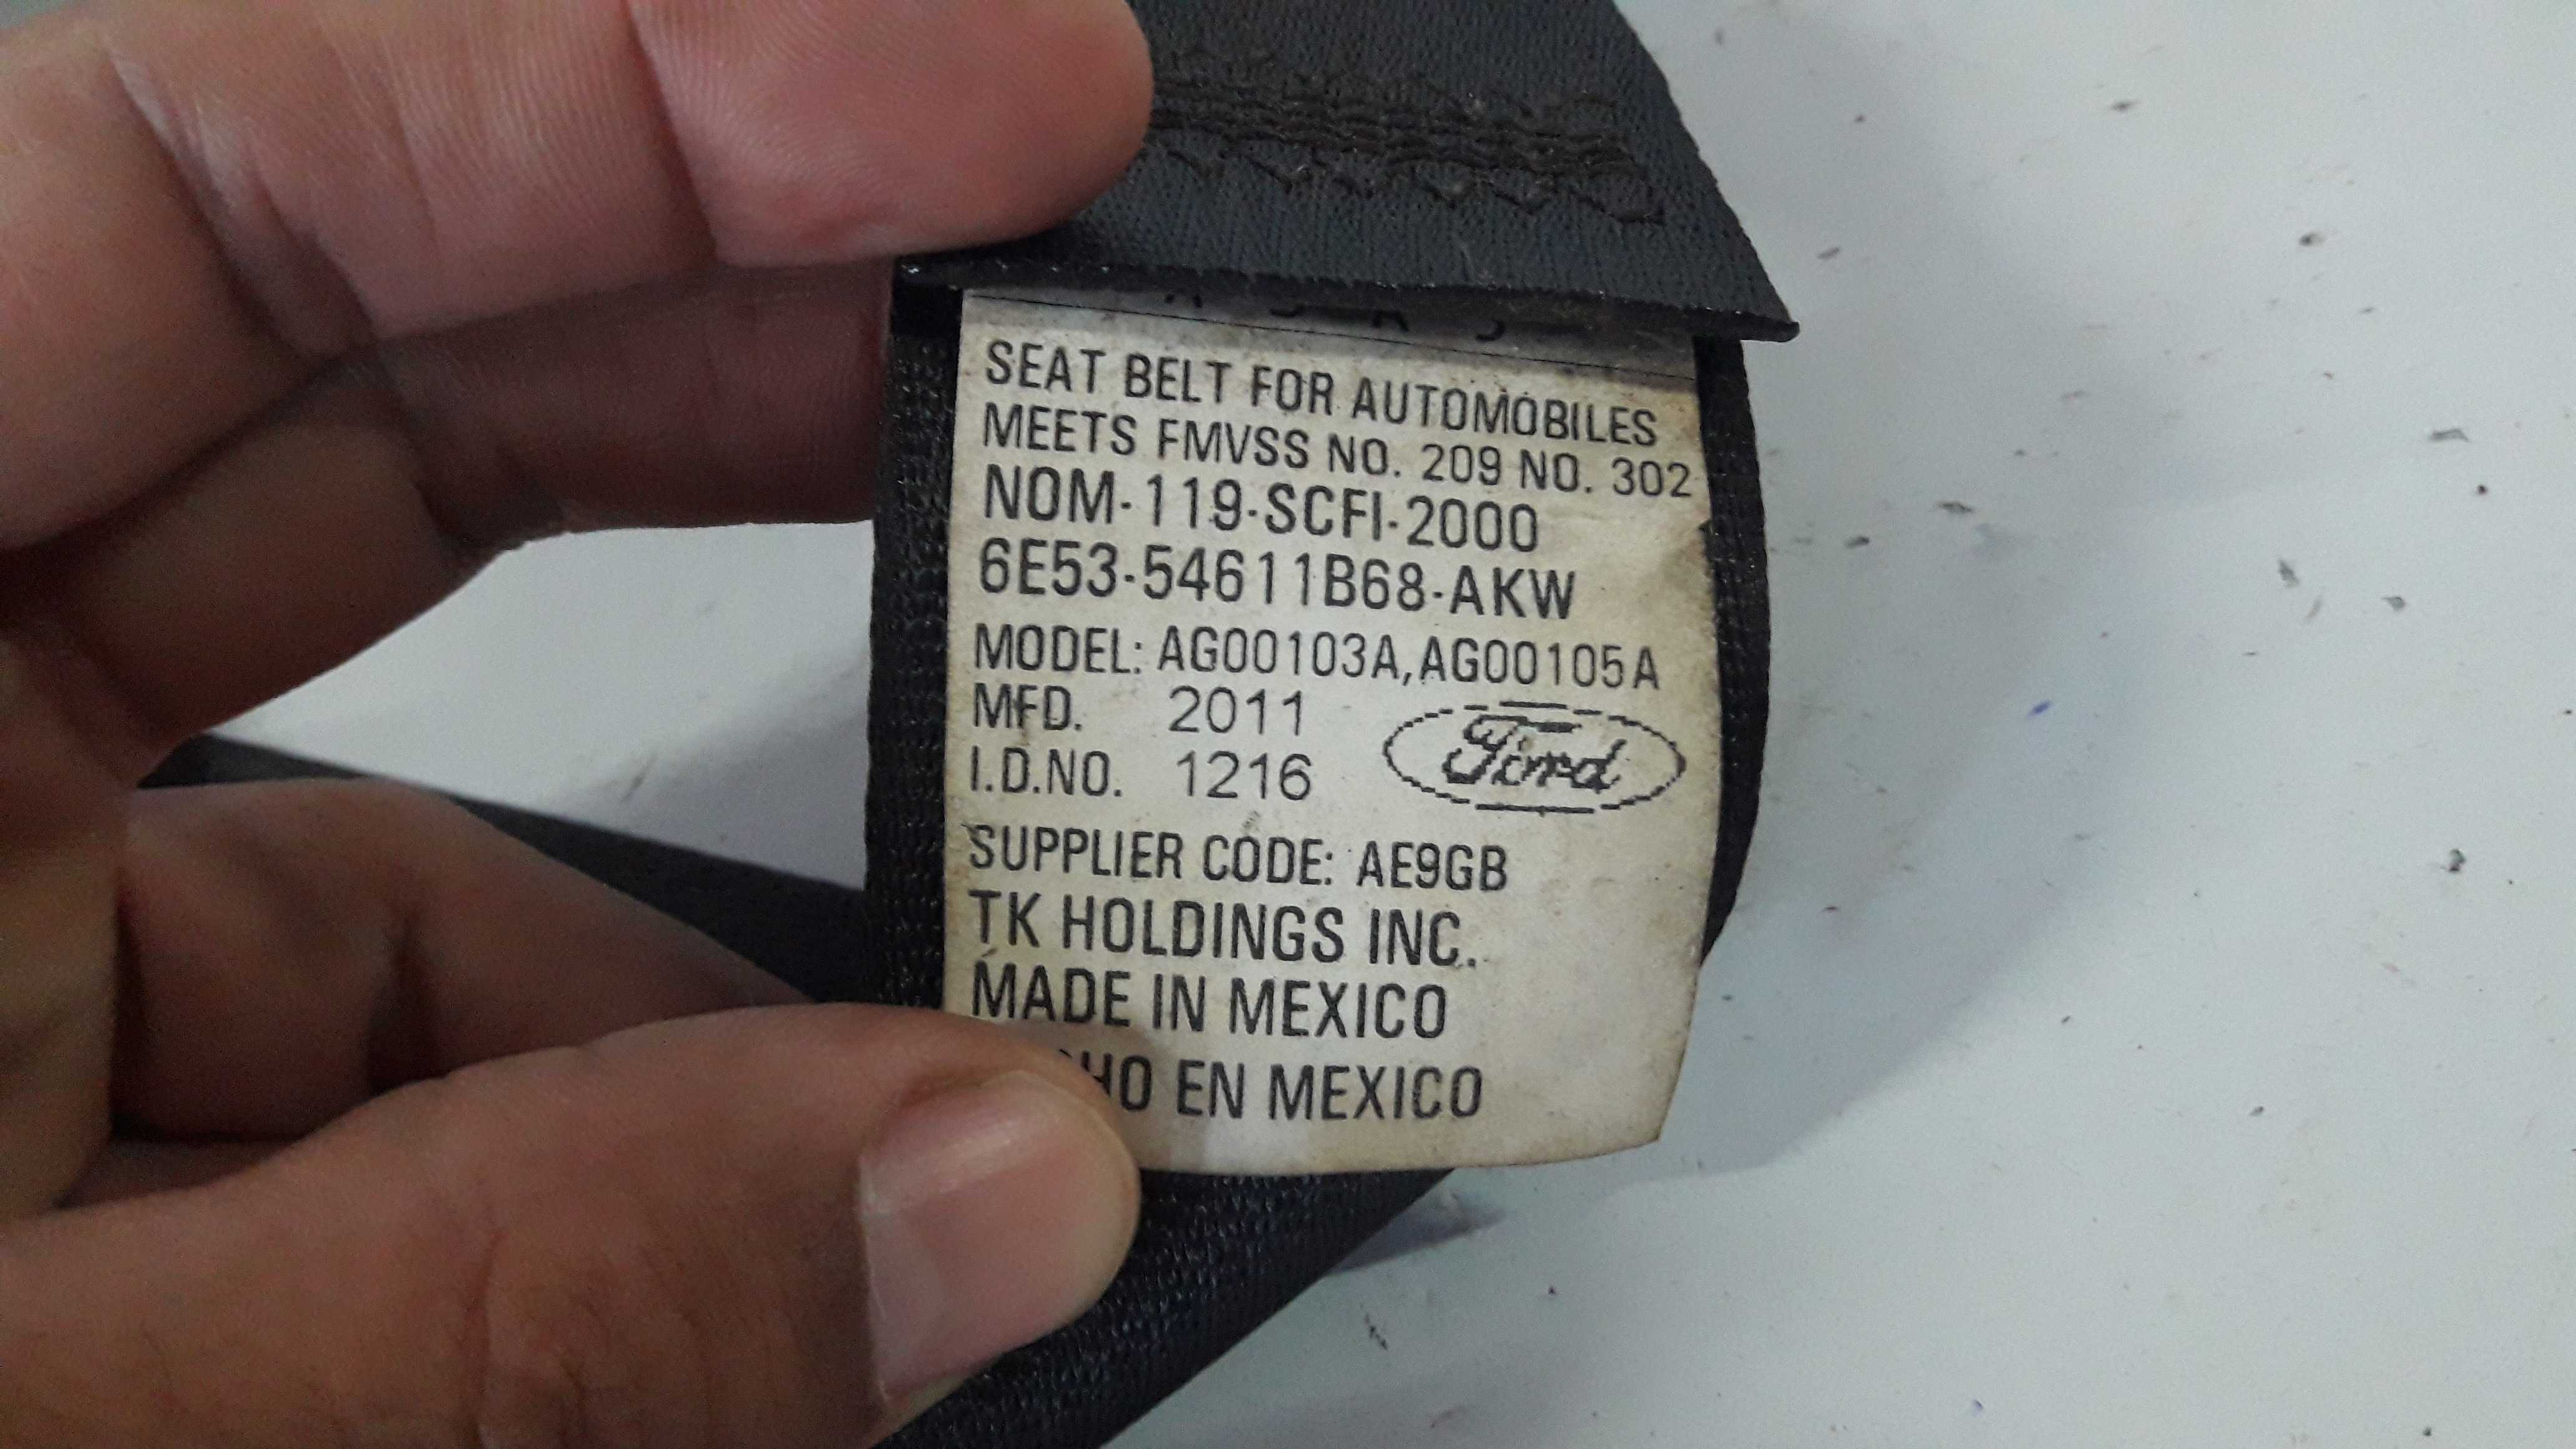 SEAT BELT FOR AUTOMOBILES
MEETS FMVSS NO. 209 NO. 302
NOM-119-SCFI-2000
6E53-54611B68-AKW
MODEL: AG00103A,AG00105A
MFD. 2011
I.D.NO. 1216
Ford
SUPPLIER CODE: AE9GB
TK HOLDINGS INC.
MADE IN MEXICO
EN MEXICO